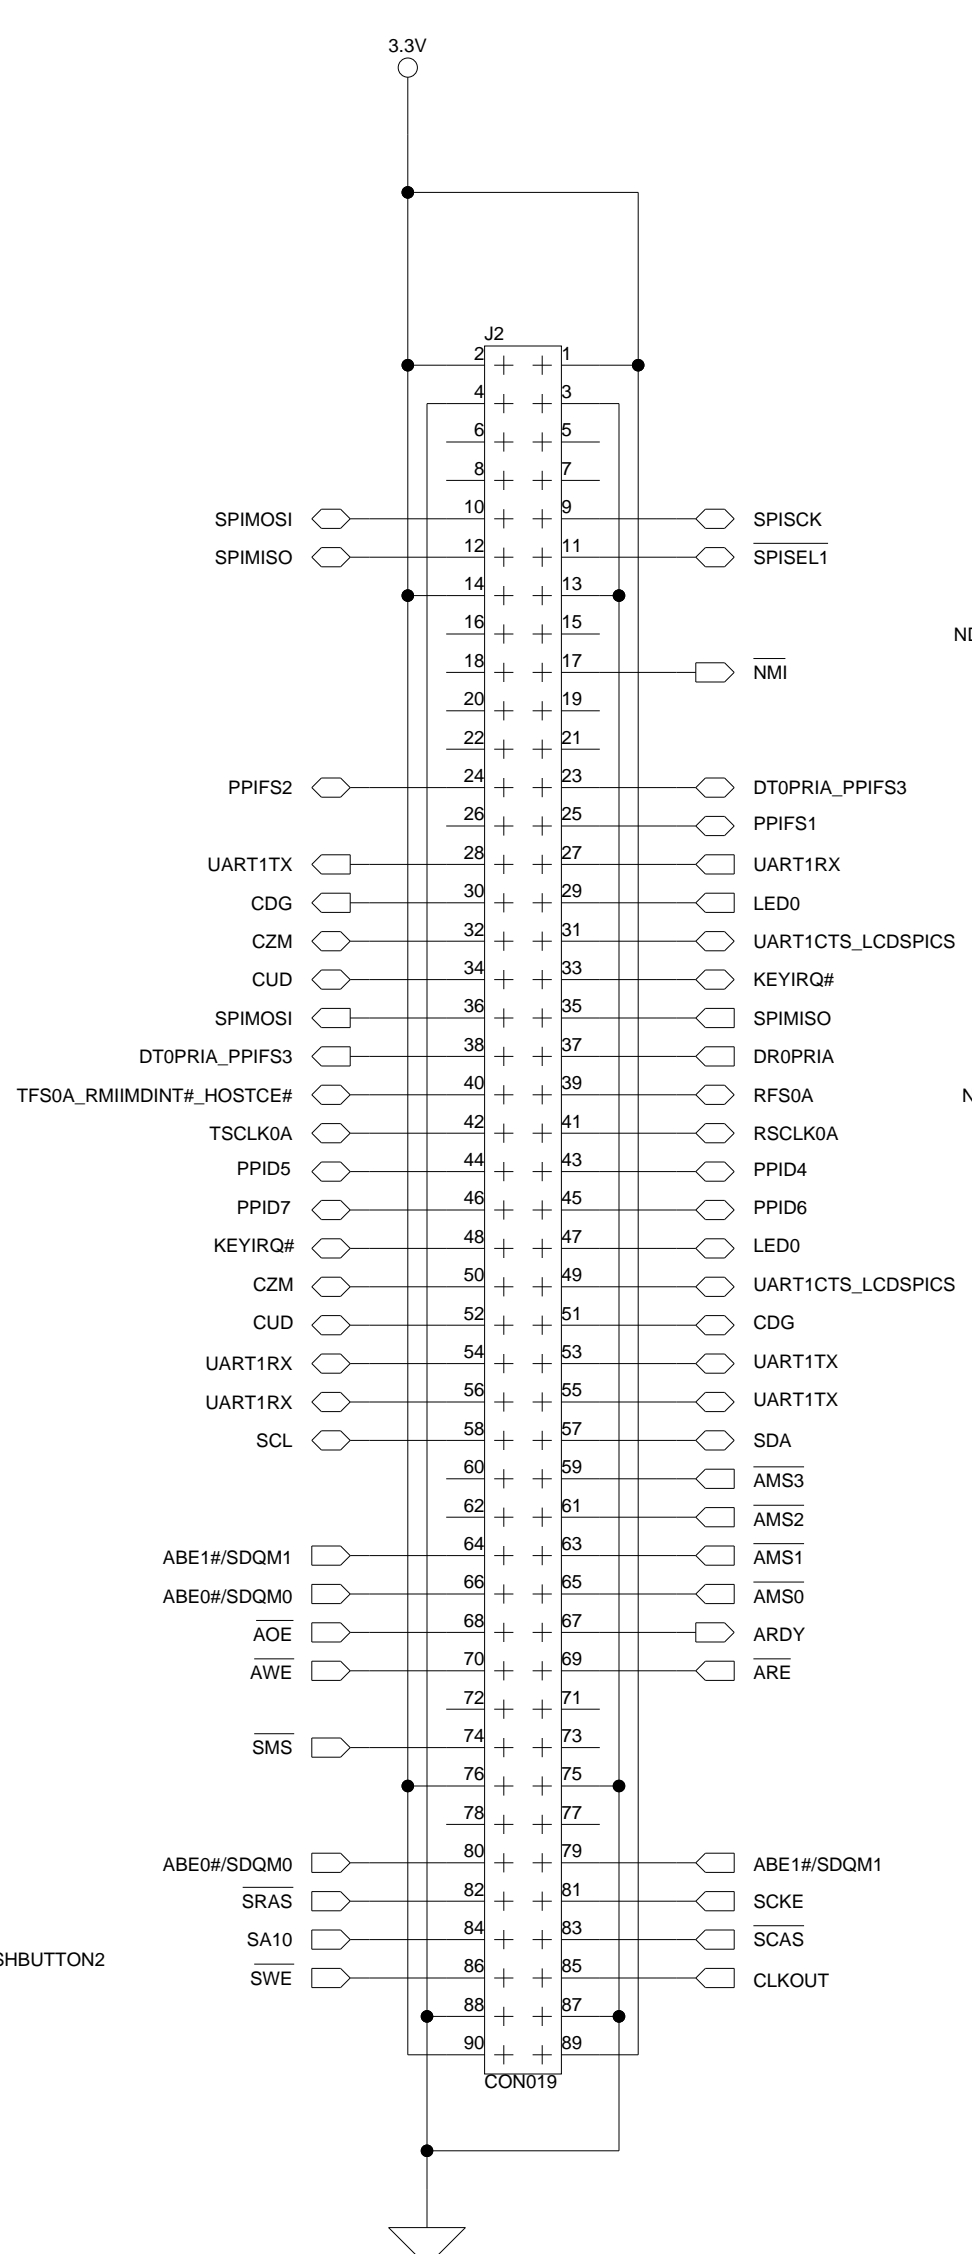 3.3V
J2
2 1
4 3
6 5
8 7
SPIMOSI 10 9 SPISCK
SPIMISO 12 11 SPISEL1
14 13
16 15
18 17 NMI
20 19
22 21
PPIFS2 24 23 DT0PRIA_PPIFS3
26 25 PPIFS1
UART1TX 28 27 UART1RX
CDG 30 29 LED0
CZM 32 31 UART1CTS_LCDSPICS
CUD 34 33 KEYIRQ#
SPIMOSI 36 35 SPIMISO
DT0PRIA_PPIFS3 38 37 DR0PRIA
TFS0A_RMIIMDINT#_HOSTCE# 40 39 RFS0A
TSCLK0A 42 41 RSCLK0A
PPID5 44 43 PPID4
PPID7 46 45 PPID6
KEYIRQ# 48 47 LED0
CZM 50 49 UART1CTS_LCDSPICS
CUD 52 51 CDG
UART1RX 54 53 UART1TX
UART1RX 56 55 UART1TX
SCL 58 57 SDA
60 59 AMS3
62 61 AMS2
ABE1#/SDQM1 64 63 AMS1
ABE0#/SDQM0 66 65 AMS0
AOE 68 67 ARDY
AWE 70 69 ARE
72 71
SMS 74 73
76 75
78 77
ABE0#/SDQM0 80 79 ABE1#/SDQM1
SRAS 82 81 SCKE
SA10 84 83 SCAS
SHBUTTON2
SWE 86 85 CLKOUT
88 87
90 89
CON019